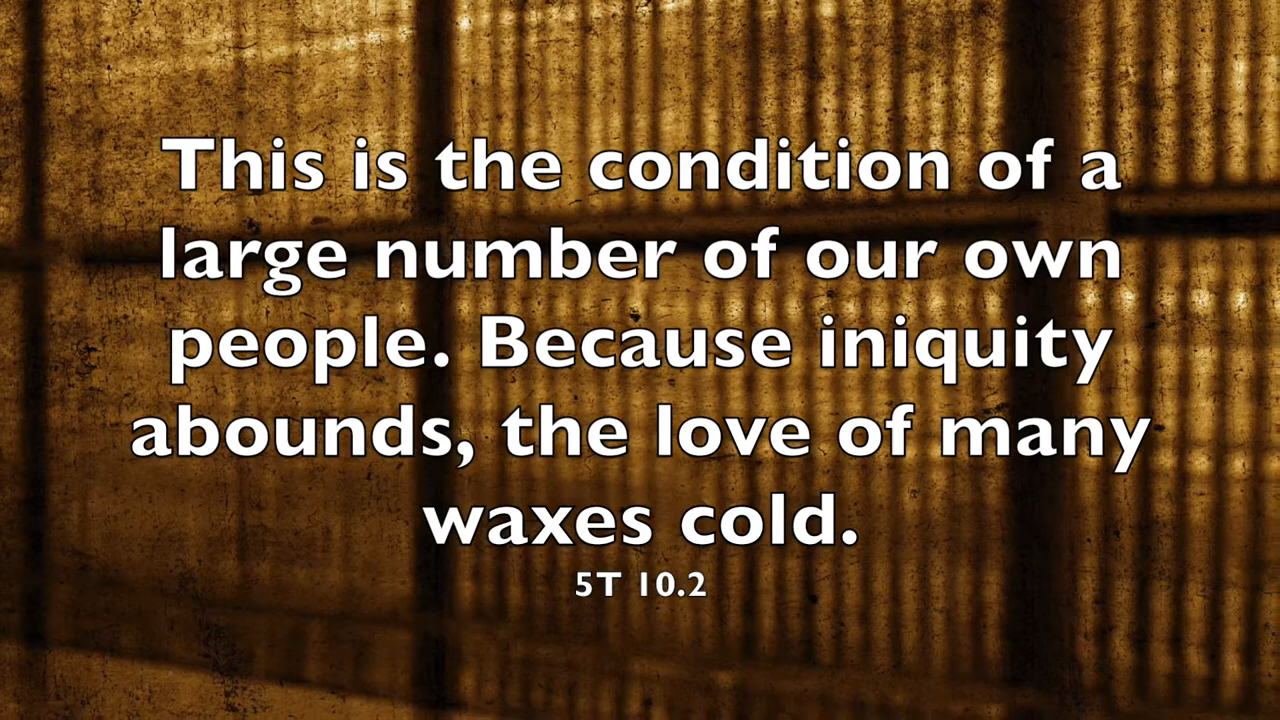 This is the condition of a
large number of our own
people. Because iniquity
abounds, the love of many
waxes cold.
5T 10.2